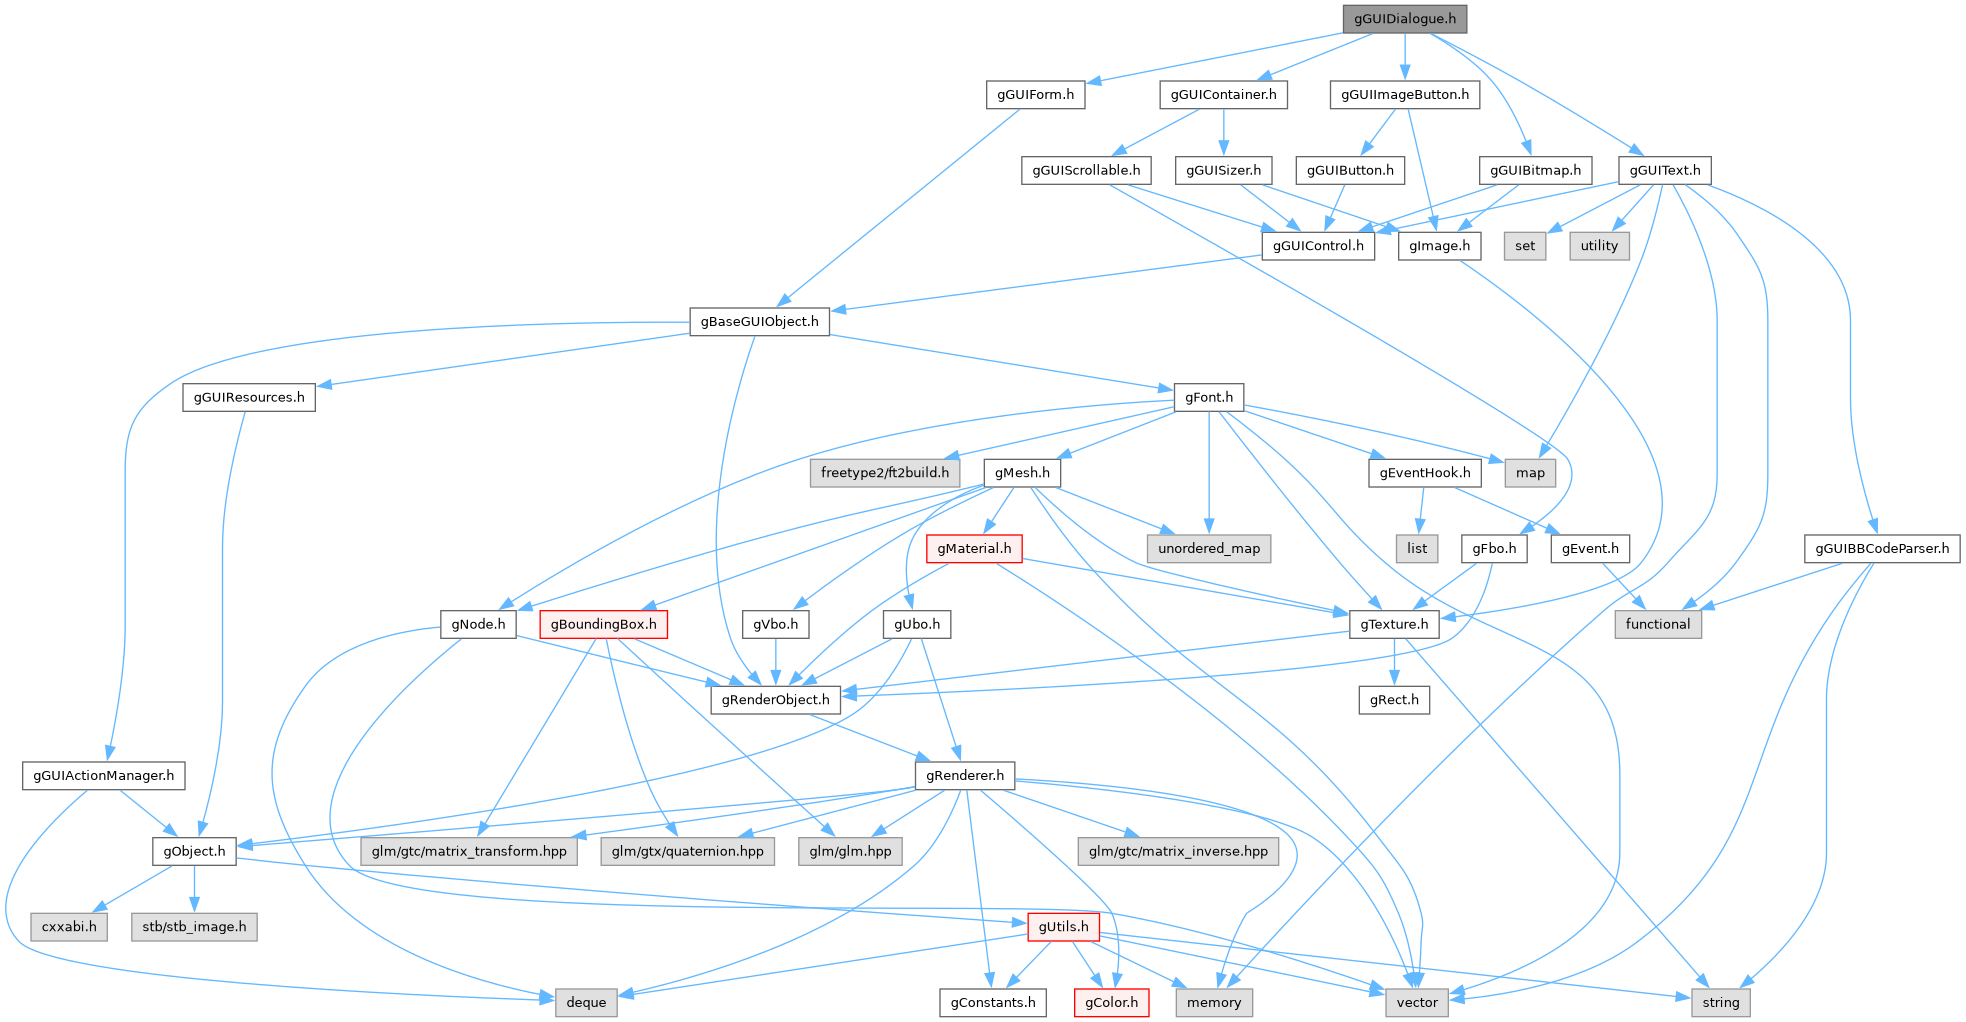 gGUIDialogue.h
gGUIForm.h
gGUIContainer.h
gGUIImageButton.h
gGUIScrollable.h
gGUISizer.h
gGUIButton.h
gGUIBitmap.h
gGUIText.h
gGUIControl.h
gImage.h
set
utility
gBaseGUIObject.h
gGUIResources.h
gFont.h
freetype2/ft2build.h
gMesh.h
gEventHook.h
map
gMaterial.h
unordered_map
list
gFbo.h
gEvent.h
gGUIBBCodeParser.h
gNode.h
gBoundingBox.h
gVbo.h
gUbo.h
gTexture.h
functional
gRenderObject.h
gRect.h
gGUIActionManager.h
gRenderer.h
gObject.h
glm/gtc/matrix_transform.hpp
glm/gtx/quaternion.hpp
glm/glm.hpp
glm/gtc/matrix_inverse.hpp
cxxabi.h
stb/stb_image.h
gUtils.h
deque
gConstants.h
gColor.h
memory
vector
string